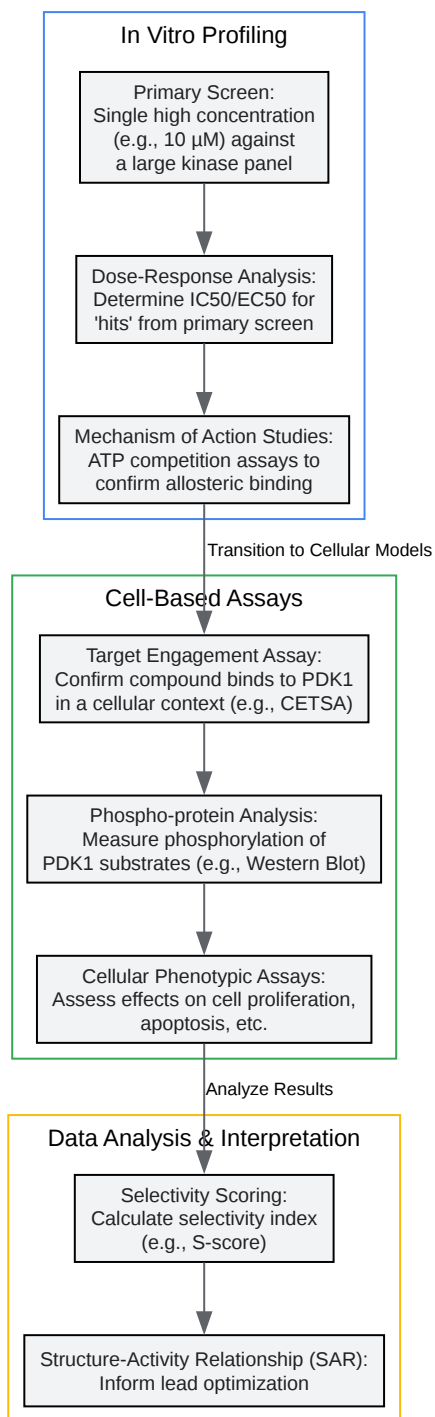 In Vitro Profiling
Primary Screen:
Single high concentration
(e.g., 10 µM) against
a large kinase panel
Dose-Response Analysis:
Determine IC50/EC50 for
'hits' from primary screen
Mechanism of Action Studies:
ATP competition assays to
confirm allosteric binding
Transition to Cellular Models
Cell-Based Assays
Target Engagement Assay:
Confirm compound binds to PDK1
in a cellular context (e.g., CETSA)
Phospho-protein Analysis:
Measure phosphorylation of
PDK1 substrates (e.g., Western Blot)
Cellular Phenotypic Assays:
Assess effects on cell proliferation,
apoptosis, etc.
Analyze Results
Data Analysis & Interpretation
Selectivity Scoring:
Calculate selectivity index
(e.g., S-score)
Structure-Activity Relationship (SAR):
Inform lead optimization